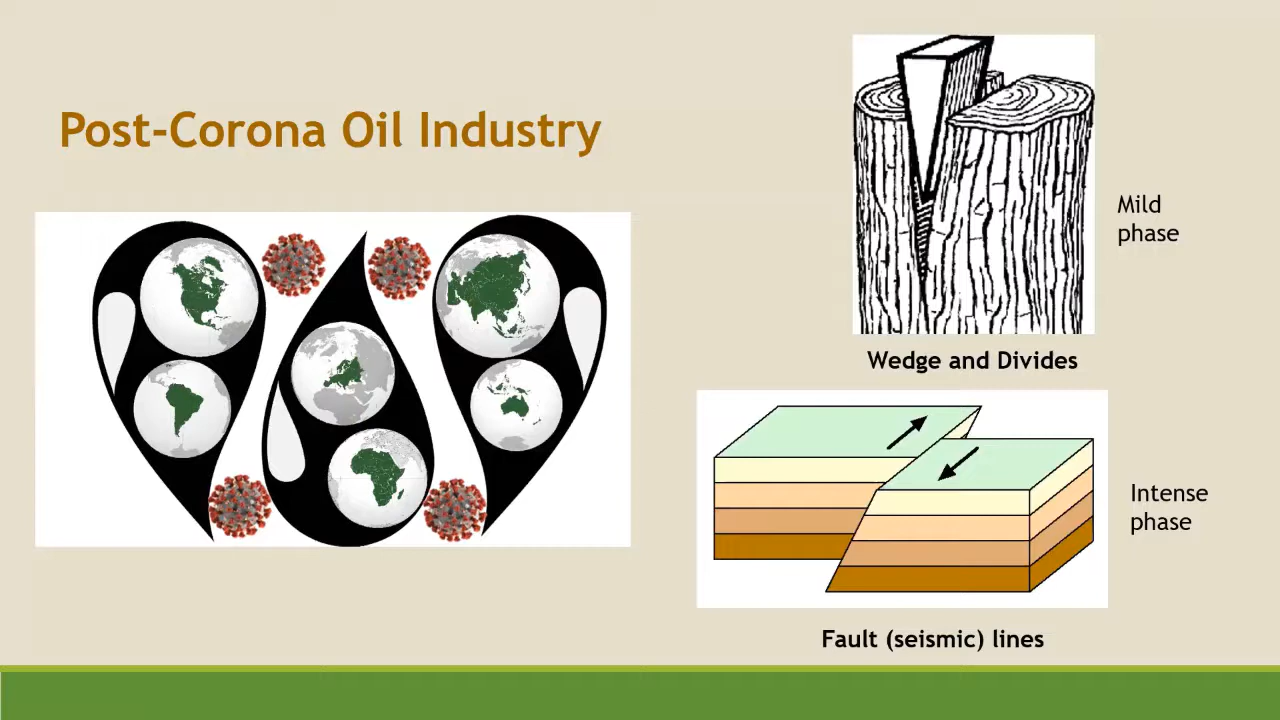 Post-Corona Oil Industry
Mild
phase
Wedge and Divides
Intense
phase
Fault (seismic) lines